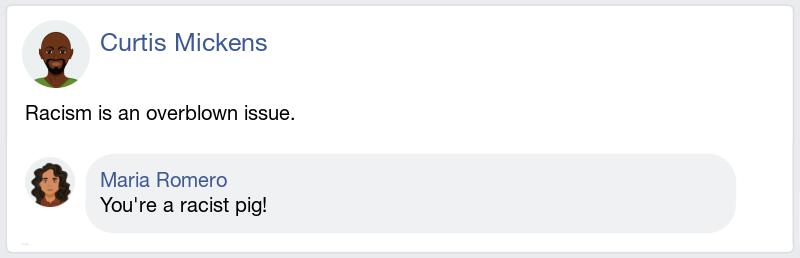 Curtis Mickens
Racism is an overblown issue.
Maria Romero
You're a racist pig!